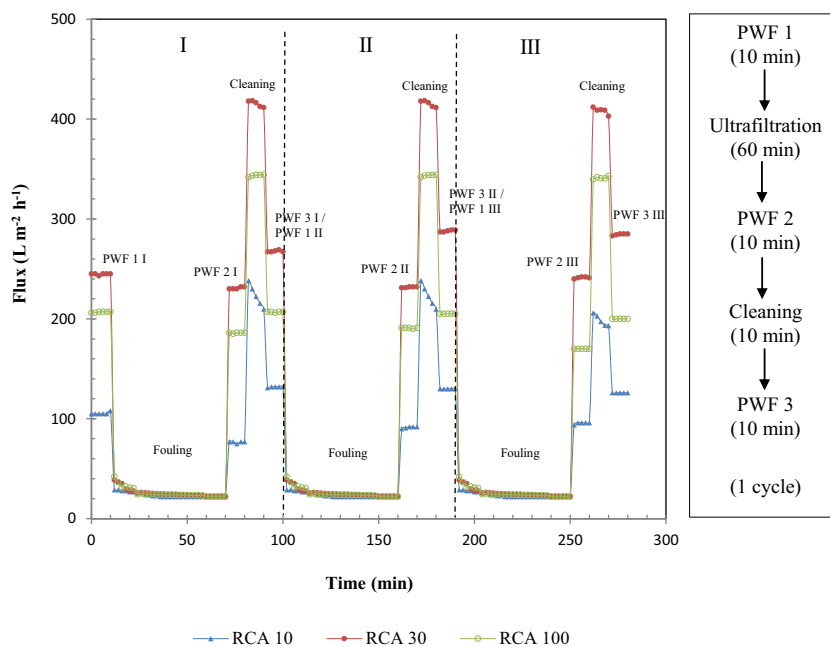 I
II
III
Cleaning
Cleaning
Cleaning
PWF 1 I
PWF 2 I
PWF 3 I /
PWF 1 II
PWF 2 II
PWF 3 II /
PWF 1 III
PWF 2 III
PWF 3 III
Fouling
Fouling
Fouling
Flux (L m-2 h-1)
500
400
300
200
100
0
0
50
100
150
200
250
300
Time (min)
RCA 10
RCA 30
RCA 100
PWF 1
(10 min)
Ultrafiltration
(60 min)
PWF 2
(10 min)
Cleaning
(10 min)
PWF 3
(10 min)
(1 cycle)